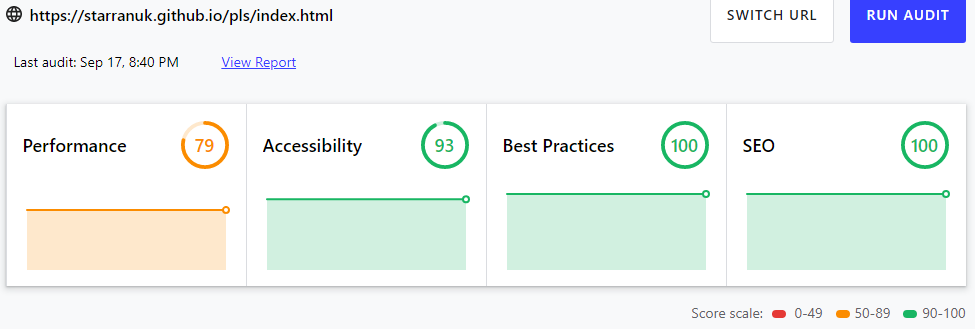 https://starranuk.github.io/pls/index.html
SWITCH URL
RUN AUDIT
Last audit: Sep 17, 8:40 PM
View Report
Performance 79
Accessibility 93
Best Practices 100
SEO 100
Score scale: 0-49 50-89 90-100